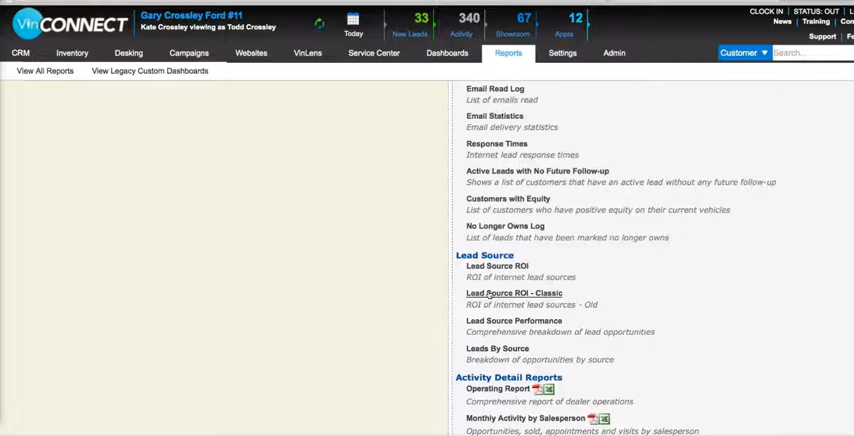 VinCONNECT
Gary Crossley Ford #11
Kate Crossley viewing as Todd Crossley
Today
33
New Leads
340
Activity
67
Showroom
12
Appts
CLOCK IN STATUS: OUT
News Training
Support
CRM Inventory Desking Campaigns Websites VinLens Service Center Dashboards Reports Settings Admin
Customer Search...
View All Reports View Legacy Custom Dashboards
Email Read Log
List of emails read
Email Statistics
Email delivery statistics
Response Times
Internet lead response times
Active Leads with No Future Follow-up
Shows a list of customers that have an active lead without any future follow-up
Customers with Equity
List of customers who have positive equity on their current vehicles
No Longer Owns Log
List of leads that have been marked no longer owns
Lead Source
Lead Source ROI
ROI of internet lead sources
Lead Source ROI - Classic
ROI of internet lead sources - Old
Lead Source Performance
Comprehensive breakdown of lead opportunities
Leads By Source
Breakdown of opportunities by source
Activity Detail Reports
Operating Report
Comprehensive report of dealer operations
Monthly Activity by Salesperson
Opportunities, sold, appointments and visits by salesperson